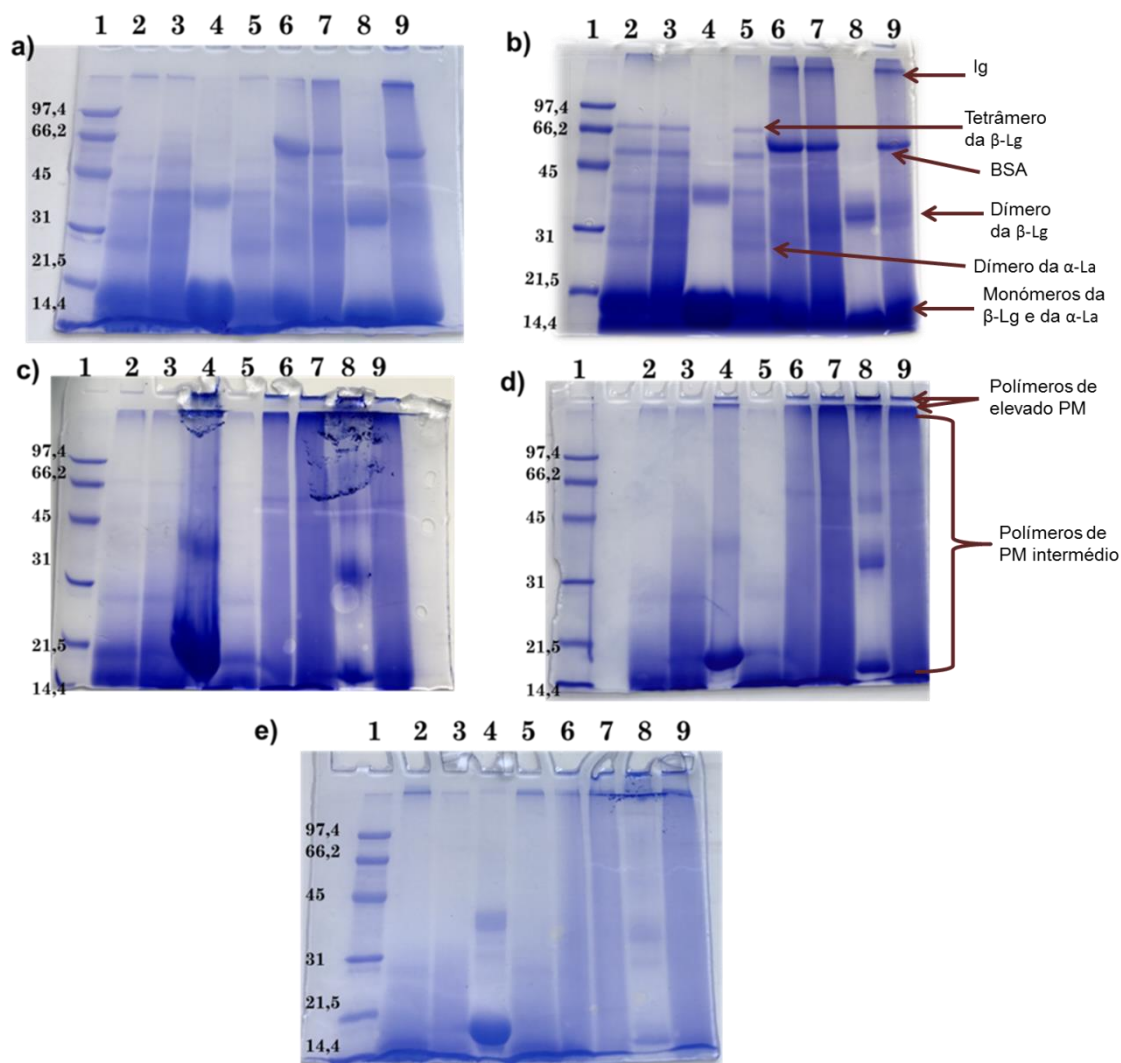 a)
1 2 3 4 5 6 7 8 9
97,4
66,2
45
31
21,5
14,4
b)
1 2 3 4 5 6 7 8 9
97,4
66,2
45
31
21,5
14,4
Ig
Tetrâmero
da β-Lg
BSA
Dímero
da β-Lg
Dímero da α-La
Monómeros da
β-Lg e da α-La
c)
1 2 3 4 5 6 7 8 9
97,4
66,2
45
31
21,5
14,4
d)
1 2 3 4 5 6 7 8 9
97,4
66,2
45
31
21,5
14,4
Polímeros de
elevado PM
Polímeros de
PM intermédio
e)
1 2 3 4 5 6 7 8 9
97,4
66,2
45
31
21,5
14,4